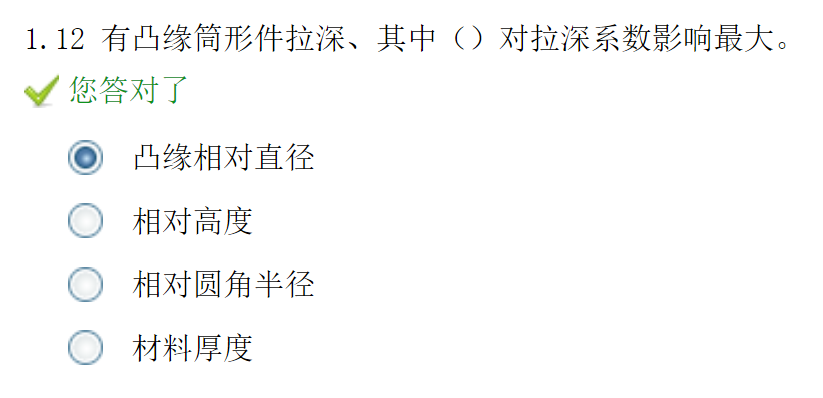 1.12 有凸缘筒形件拉深、其中（）对拉深系数影响最大。
您答对了
凸缘相对直径
相对高度
相对圆角半径
材料厚度